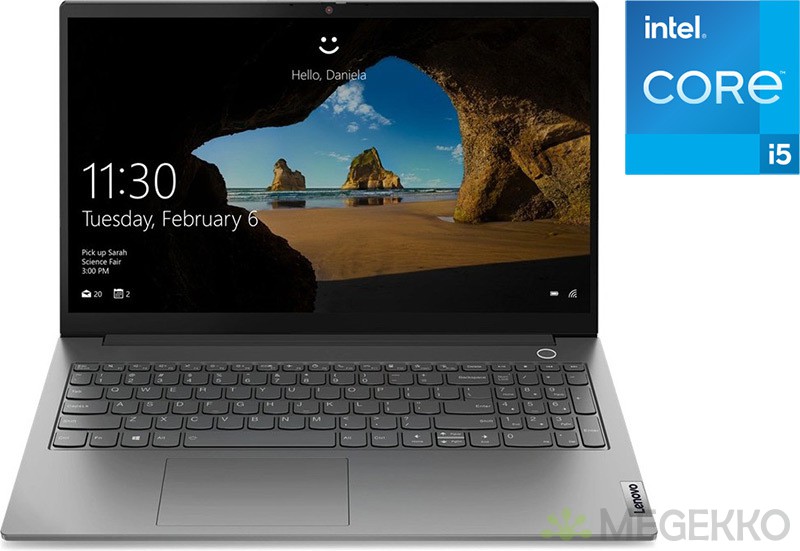 Hello, Daniela
11:30
Tuesday, February 6
Pick up Sarah
Science Fair
3:00 PM
20
2
intel.
CORE™
i5
Q W E R T Y U I O P
A S D F G H J K L
Z X C V B N M
Lenovo
MEGEKKO